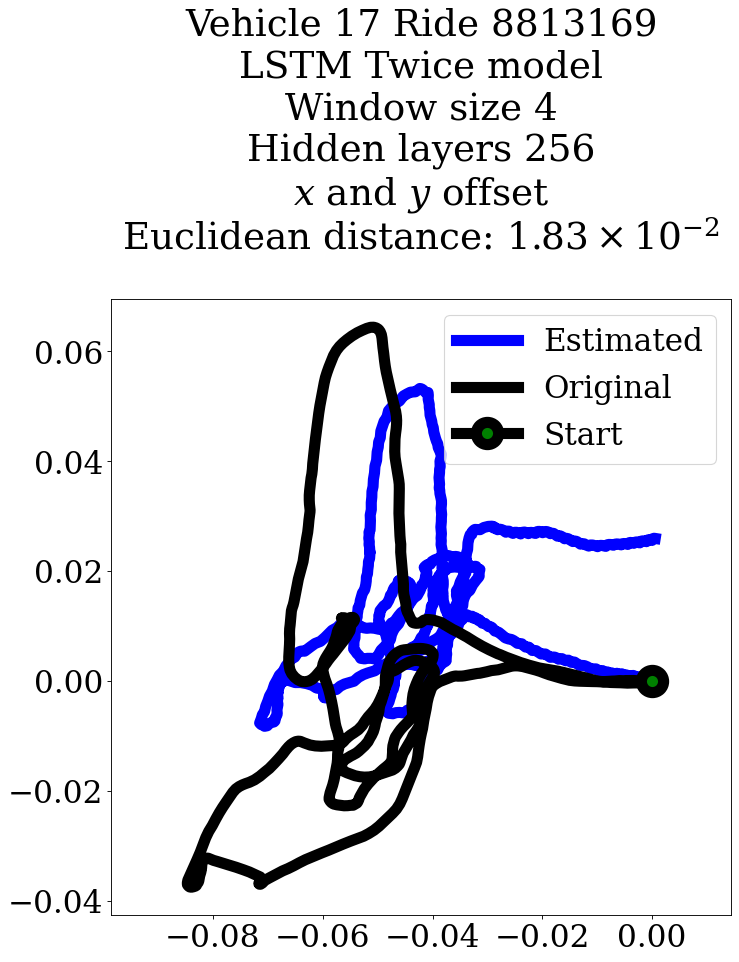 Vehicle 17 Ride 8813169
LSTM Twice model
Window size 4
Hidden layers 256
x and y offset
Euclidean distance: 1.83 × 10⁻²
Estimated
Original
Start
0.06
0.04
0.02
0.00
−0.02
−0.04
−0.08 −0.06 −0.04 −0.02 0.00